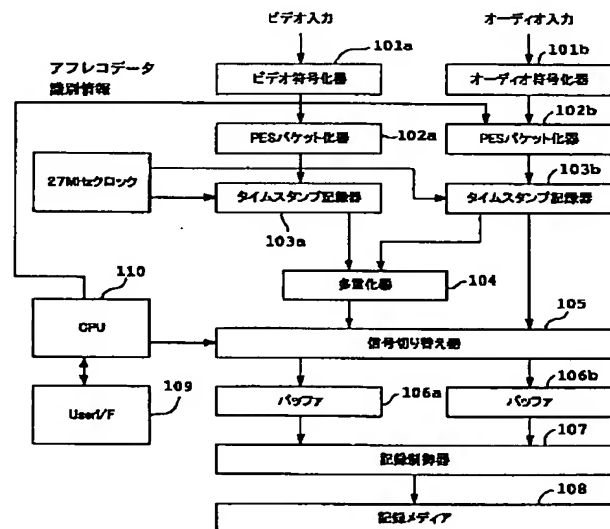 ビデオ入力
オーディオ入力
101a
101b
アフレコデータ
識別情報
ビデオ符号化器
オーディオ符号化器
102b
PESパケット化器
102a
PESパケット化器
103b
27MHzクロック
タイムスタンプ記録器
タイムスタンプ記録器
103a
110
多重化器
104
105
CPU
信号切り替え器
106b
バッファ
106a
バッファ
UserI/F
109
107
記録制御器
108
記録メディア